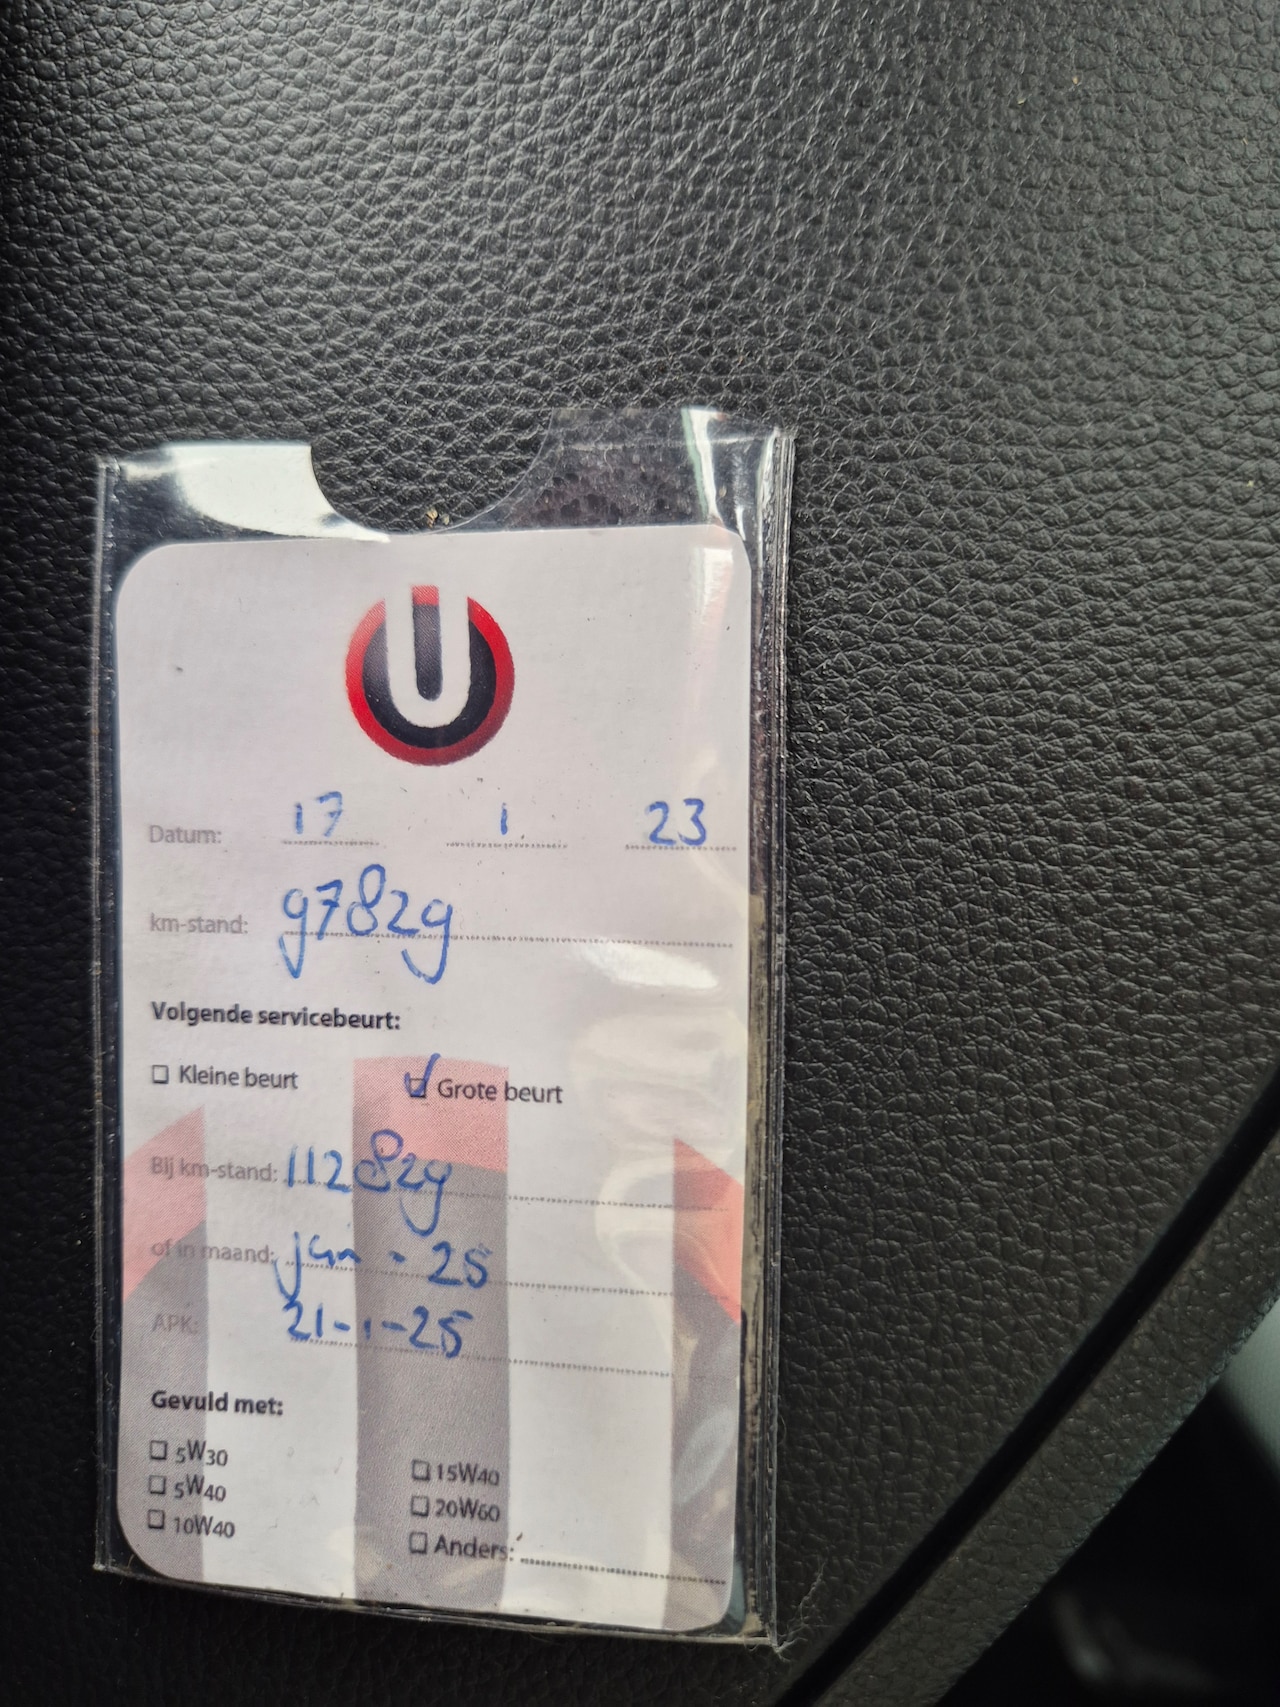 Datum: 17 1 23
km-stand: 97829
Volgende servicebeurt:
☐ Kleine beurt ☑ Grote beurt
Bij km-stand: 112829
of in maand: jan - 25
APK: 21-1-25
Gevuld met:
☐ 5W30 ☐ 15W40
☐ 5W40 ☐ 20W60
☐ 10W40 ☐ Anders: